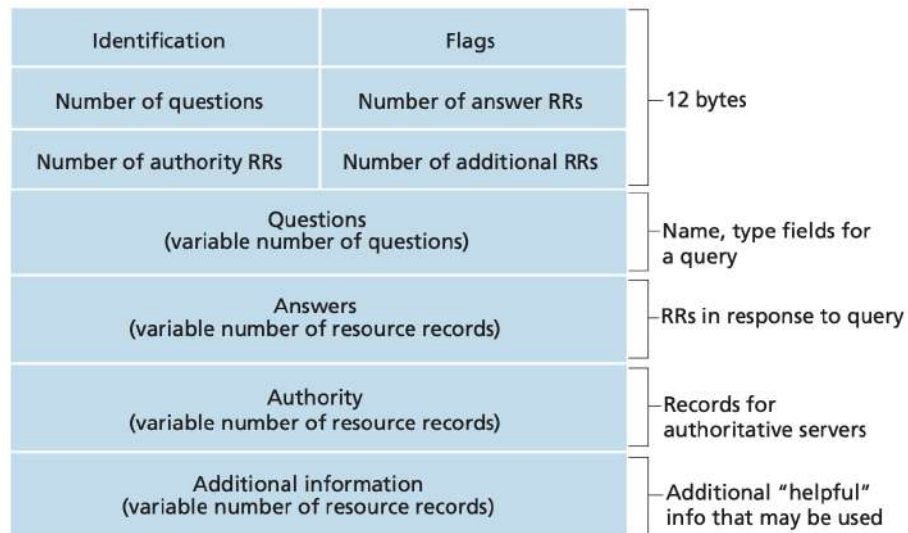 Identification
Flags
Number of questions
Number of answer RRs
12 bytes
Number of authority RRs
Number of additional RRs
Questions
(variable number of questions)
Name, type fields for
a query
Answers
(variable number of resource records)
RRs in response to query
Authority
(variable number of resource records)
Records for
authoritative servers
Additional information
(variable number of resource records)
Additional “helpful”
info that may be used